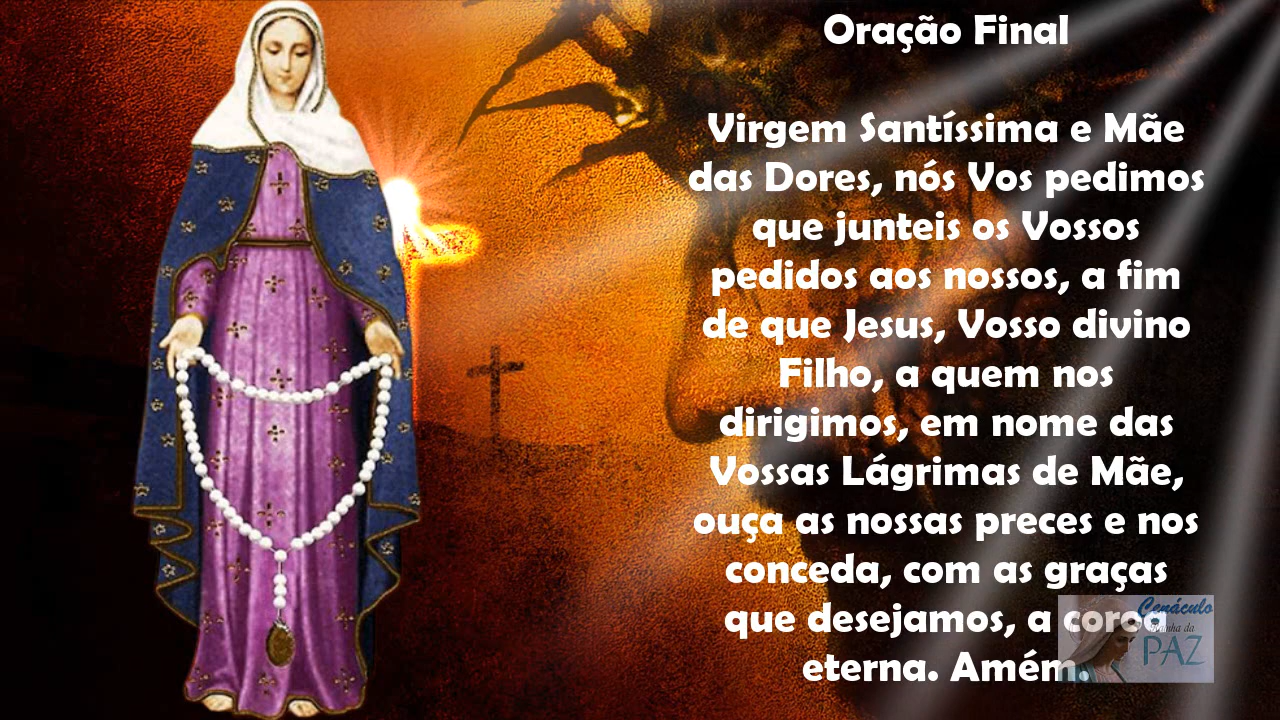 Oração Final
Virgem Santíssima e Mãe
das Dores, nós Vos pedimos
que junteis os Vossos
pedidos aos nossos, a fim
de que Jesus, Vosso divino
Filho, a quem nos
dirigimos, em nome das
Vossas Lágrimas de Mãe,
ouça as nossas preces e nos
conceda, com as graças
que desejamos, a coroa
eterna. Amém.
Cenáculo
Rainha da
PAZ